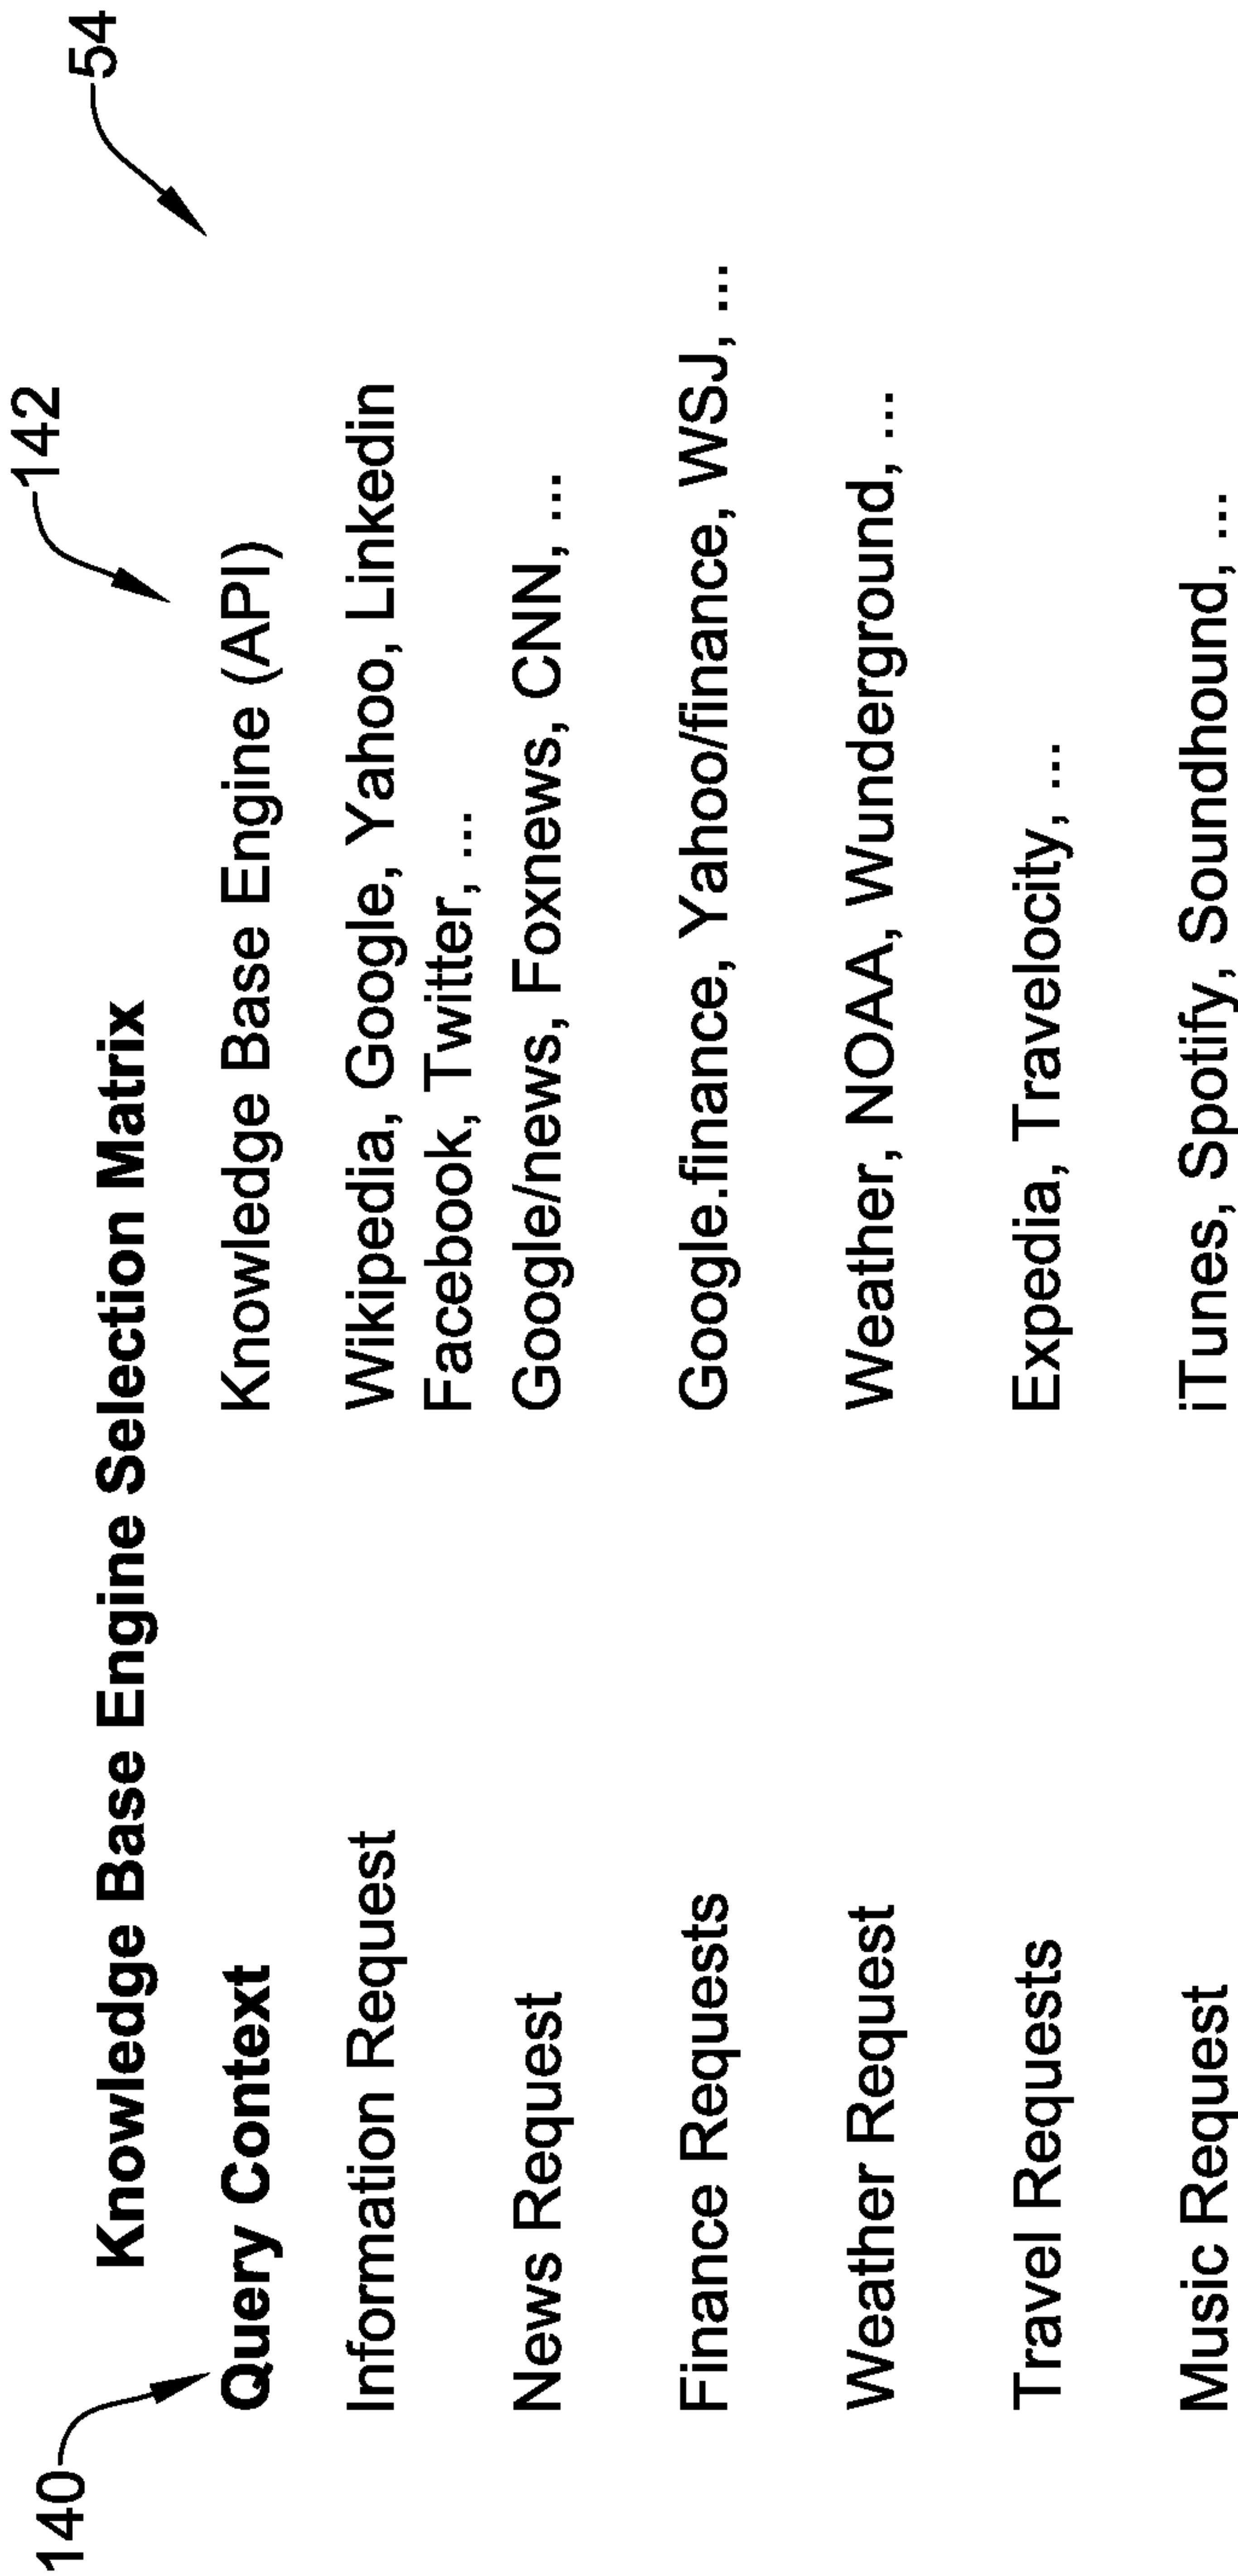 54
142
140
Knowledge Base Engine Selection Matrix
Query Context Knowledge Base Engine (API)
Information Request Wikipedia, Google, Yahoo, Linkedin
Facebook, Twitter, ...
News Request Google/news, Foxnews, CNN, ...
Finance Requests Google.finance, Yahoo/finance, WSJ, ...
Weather Request Weather, NOAA, Wunderground, ...
Travel Requests Expedia, Travelocity, ...
Music Request iTunes, Spotify, Soundhound, ...